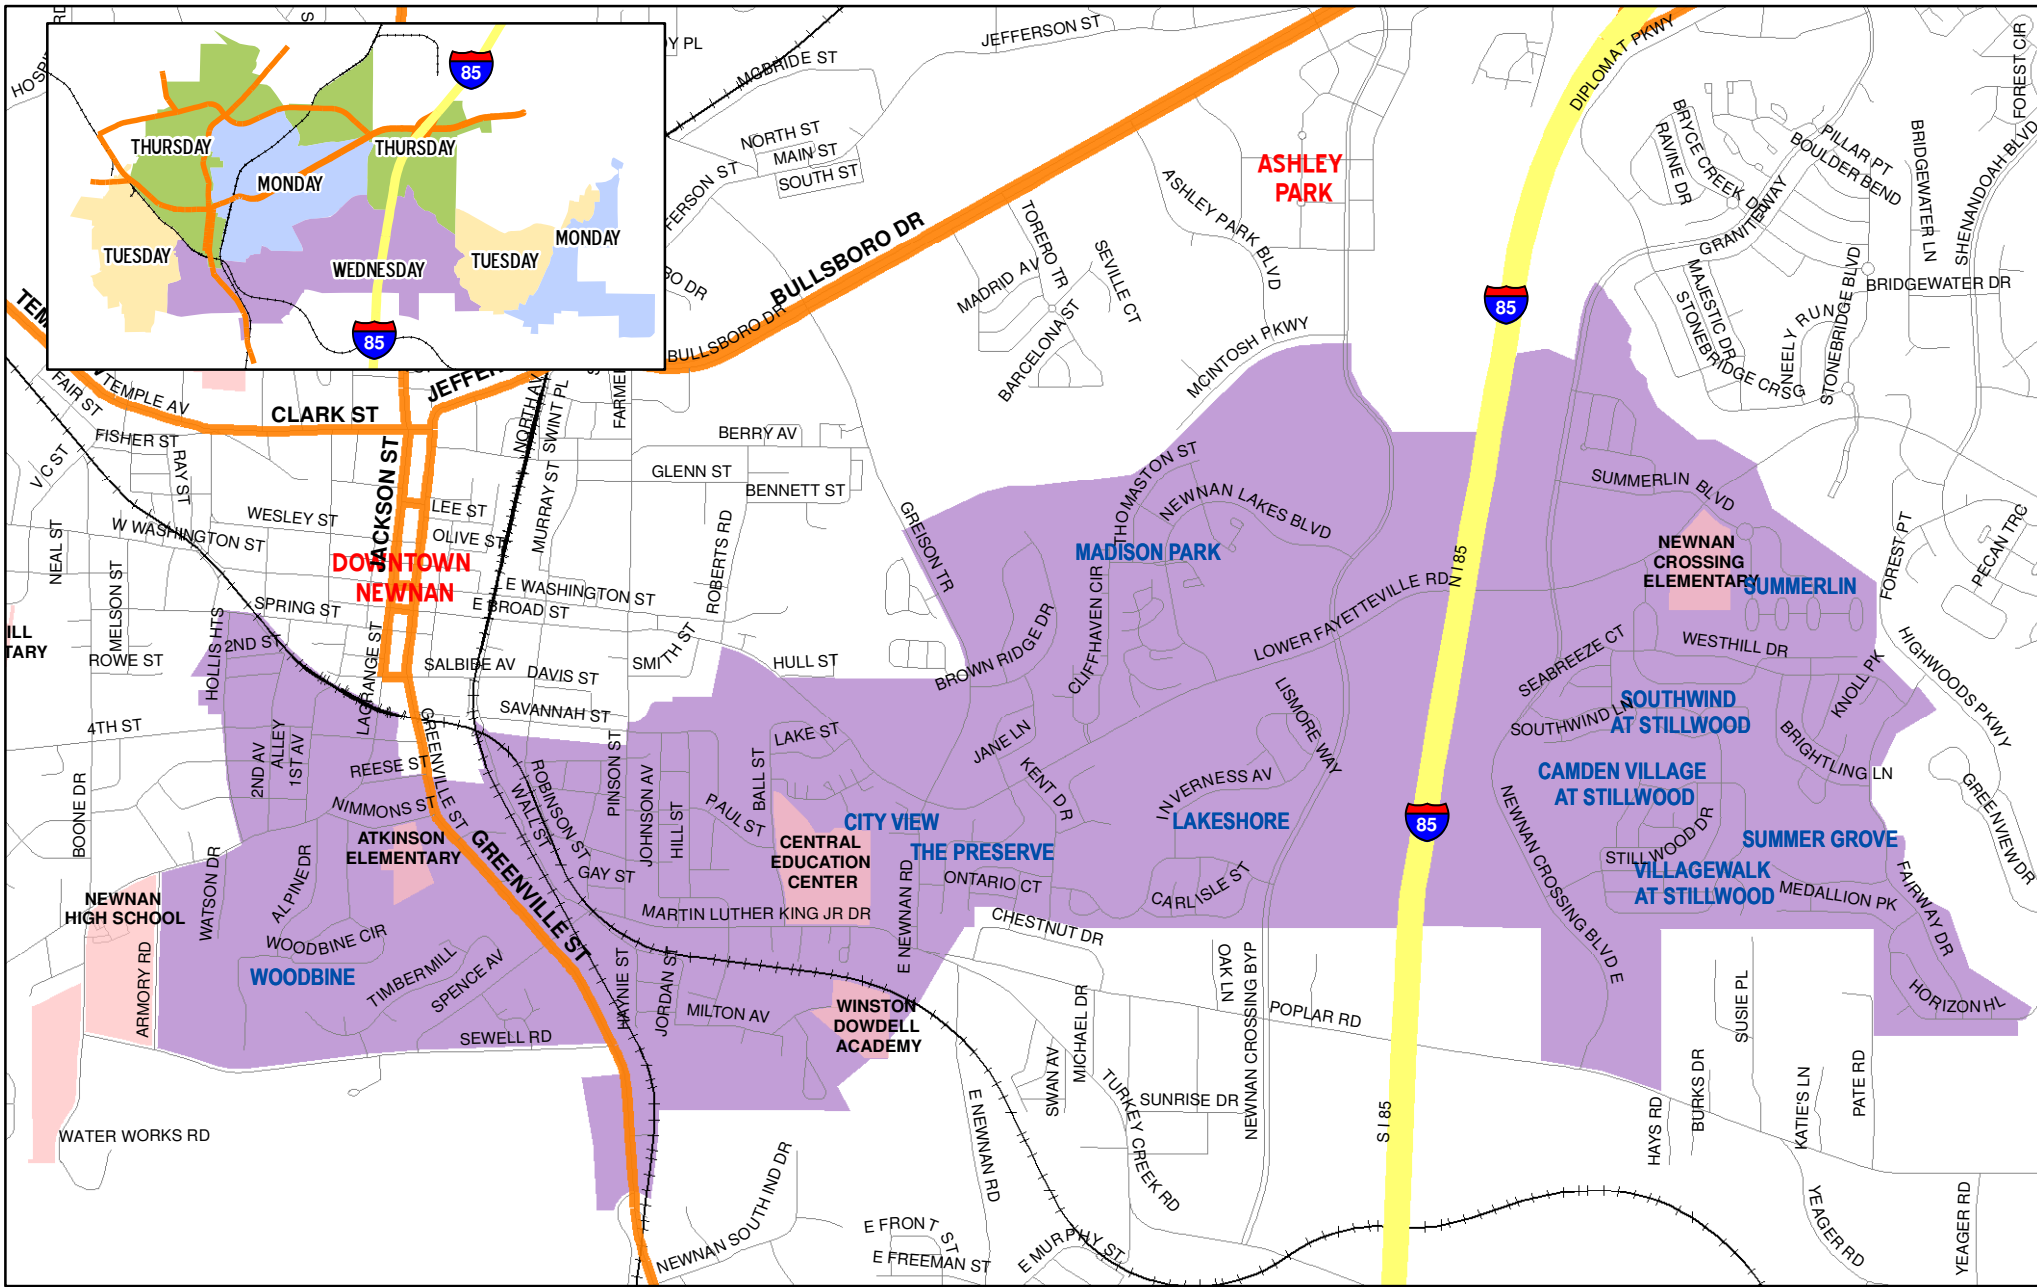 JEFFERSON ST
DIPLOMAT PKWY
FOREST CIR
MCBRIDE ST
85
THURSDAY
THURSDAY
MONDAY
TUESDAY
WEDNESDAY
TUESDAY
MONDAY
85
NORTH ST
MAIN ST
SOUTH ST
BULLSBORO DR
BULLSBORO DR
ASHLEY
PARK
ASHLEY PARK BLVD
TORERO TR
SEVILLE CT
MADRID AV
BARCELONA ST
MCINTOSH PKWY
85
BRYCE CREEK DR
RAVINE DR
PILLAR PT
BOULDER BEND
GRANITE WAY
BRIDGEWATER LN
SHENANDOAH BLVD
BRIDGEWATER DR
MAJESTIC DR
STONEBRIDGE CRSG
NEELY RUN
STONEBRIDGE BLVD
FAIR ST
TEMPLE AV
CLARK ST
FISHER ST
RAY ST
V C ST
JACKSON ST
NORTH AV
SWINT PL
MURRAY ST
BERRY AV
GLENN ST
BENNETT ST
LEE ST
OLIVE ST
WESLEY ST
W WASHINGTON ST
NEAL ST
MELSON ST
ROWE ST
DOWNTOWN
NEWNAN
E WASHINGTON ST
E BROAD ST
ROBERTS RD
SPRING ST
2ND ST
HOLLIS HTS
LAGRANGE ST
SALBIDE AV
DAVIS ST
SMITH ST
HULL ST
SAVANNAH ST
GREISON TR
THOMASTON ST
NEWNAN LAKES BLVD
MADISON PARK
CLIFFHAVEN CIR
BROWN RIDGE DR
LOWER FAYETTEVILLE RD
N I 85
SUMMERLIN BLVD
NEWNAN
CROSSING
ELEMENTARY
SUMMERLIN
FOREST PT
PECAN TRC
HIGHWOODS PKWY
WESTHILL DR
SEABREEZE CT
KNOLL PK
SOUTHWIND LN
SOUTHWIND
AT STILLWOOD
BRIGHTLING LN
CAMDEN VILLAGE
AT STILLWOOD
STILLWOOD DR
SUMMER GROVE
VILLAGEWALK
AT STILLWOOD
MEDALLION PK
FAIRWAY DR
GREENVIEW DR
HORIZON HL
NEWNAN CROSSING BLVD E
4TH ST
2ND AV
ALLEY
1ST AV
REESE ST
NIMMONS ST
GREENVILLE ST
GREENVILLE ST
BOONE DR
ATKINSON
ELEMENTARY
WATSON DR
ALPINE DR
NEWNAN
HIGH SCHOOL
ARMORY RD
WOODBINE CIR
WOODBINE
TIMBERMILL
SPENCE AV
SEWELL RD
WATER WORKS RD
ROBINSON ST
WALL ST
PINSON ST
JOHNSON AV
HILL ST
PAUL ST
BALL ST
LAKE ST
GAY ST
MARTIN LUTHER KING JR DR
CENTRAL
EDUCATION
CENTER
CITY VIEW
THE PRESERVE
ONTARIO CT
E NEWNAN RD
JANE LN
KENT DR
INVERNESS AV
LISMORE WAY
LAKESHORE
CARLISLE ST
CHESTNUT DR
85
HAYNIE ST
JORDAN ST
MILTON AV
WINSTON
DOWDELL
ACADEMY
OAK LN
NEWNAN CROSSING BYP
POPLAR RD
MICHAEL DR
SWAN AV
TURKEY CREEK RD
SUNRISE DR
E NEWNAN RD
S I 85
SUSIE PL
BURKS DR
HAYS RD
KATIE'S LN
PATE RD
YEAGER RD
YEAGER RD
NEWNAN SOUTH IND DR
E FRONT ST
E FREEMAN ST
E MURPHY ST